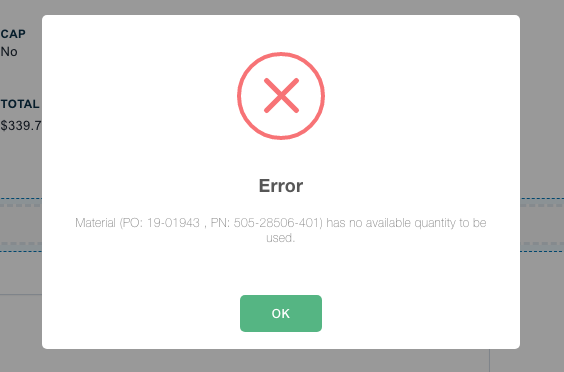 CAP
No
TOTAL
$339.7
Error
Material (PO: 19-01943 , PN: 505-28506-401) has no available quantity to be
used.
OK